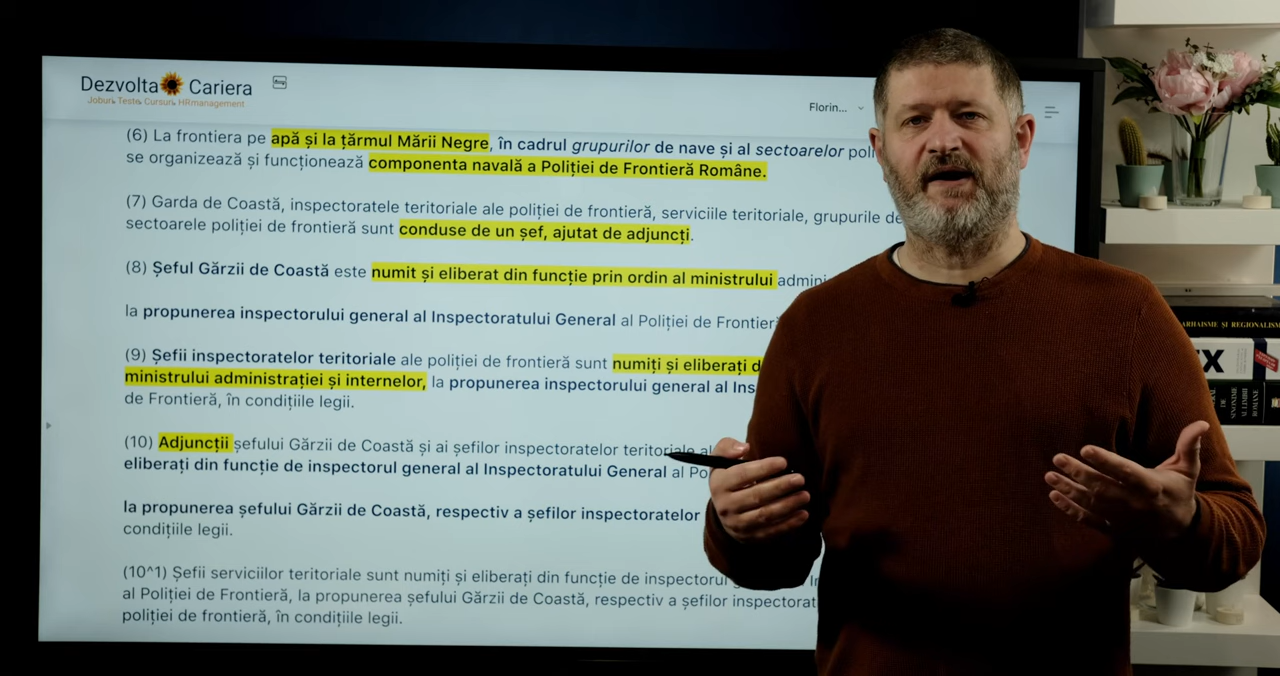 Dezvolta Cariera
Joburi, Teste, Cursuri, HRmanagement
Florin...
(6) La frontiera pe apă și la țărmul Mării Negre, în cadrul grupurilor de nave și al sectoarelor
se organizează și funcționează componenta navală a Poliției de Frontieră Române.
(7) Garda de Coastă, inspectoratele teritoriale ale poliției de frontieră, serviciile teritoriale, grupurile de
sectoarele poliției de frontieră sunt conduse de un șef, ajutat de adjuncți.
(8) Șeful Gărzii de Coastă este numit și eliberat din funcție prin ordin al ministrului
la propunerea inspectorului general al Inspectoratului General al Poliției de
(9) Șefii inspectoratelor teritoriale ale poliției de frontieră sunt numiți și eliberați
ministrului administrației și internelor, la propunerea inspectorului general al
de Frontieră, în condițiile legii.
(10) Adjuncții șefului Gărzii de Coastă și ai șefilor inspectoratelor teritoriale
eliberați din funcție de inspectorul general al Inspectoratului General al
la propunerea șefului Gărzii de Coastă, respectiv a șefilor inspectoratelor
condițiile legii.
(10^1) Șefii serviciilor teritoriale sunt numiți și eliberați din funcție de
al Poliției de Frontieră, la propunerea șefului Gărzii de Coastă, respectiv a șefilor
poliției de frontieră, în condițiile legii.
ARHAISME ȘI REGIONALISM
X
DE
SINONIME
AL LIMBII
ROMÂNE